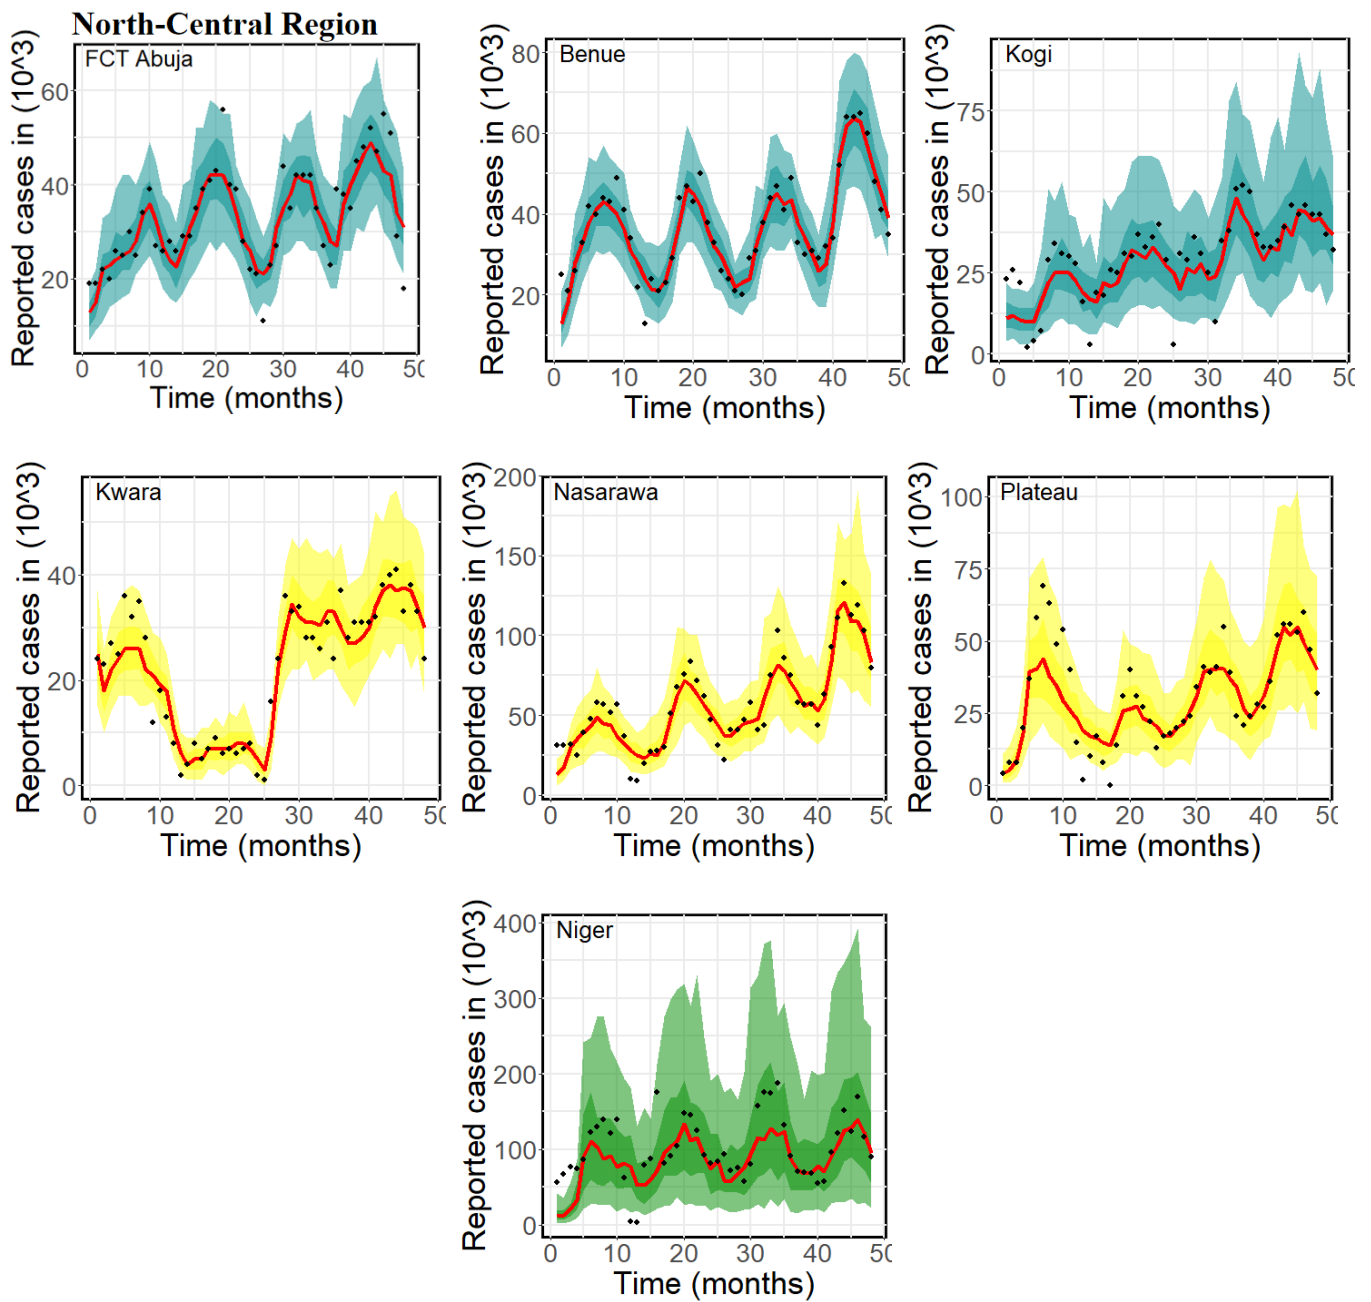 North-Central Region
FCT Abuja
Reported cases in (10^3)
60
40
20
0 10 20 30 40 50
Time (months)
Benue
Reported cases in (10^3)
80
60
40
20
0 10 20 30 40 50
Time (months)
Kogi
Reported cases in (10^3)
75
50
25
0
0 10 20 30 40 50
Time (months)
Kwara
Reported cases in (10^3)
40
20
0
0 10 20 30 40 50
Time (months)
Nasarawa
Reported cases in (10^3)
200
150
100
50
0
0 10 20 30 40 50
Time (months)
Plateau
Reported cases in (10^3)
100
75
50
25
0
0 10 20 30 40 50
Time (months)
Niger
Reported cases in (10^3)
400
300
200
100
0
0 10 20 30 40 50
Time (months)